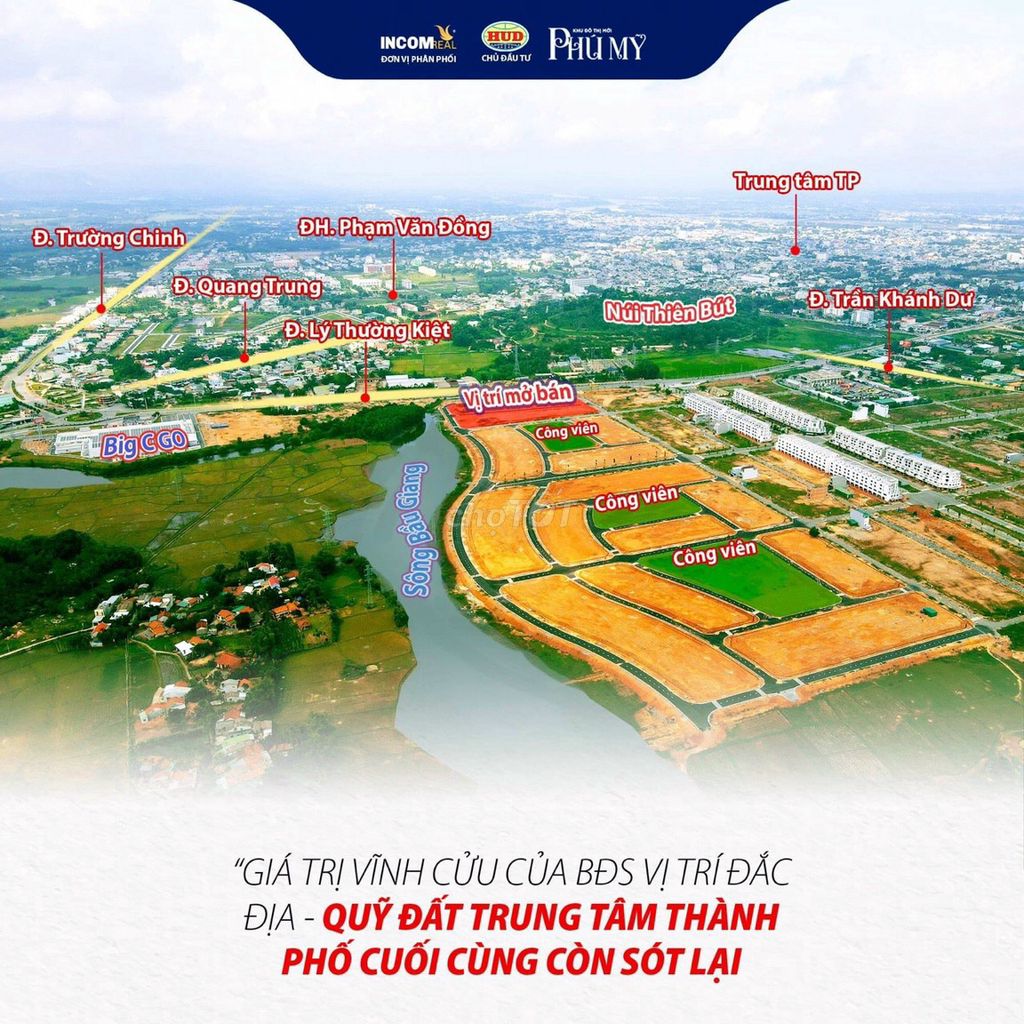 INCOMREAL
ĐƠN VỊ PHÂN PHỐI
HUD
CHỦ ĐẦU TƯ
KHU ĐÔ THỊ MỚI
PHÚ MỸ
Trung tâm TP
Đ. Trường Chinh
ĐH. Phạm Văn Đồng
Đ. Quang Trung
Đ. Trần Khánh Dư
Núi Thiên Bút
Đ. Lý Thường Kiệt
Vị trí mở bán
Công viên
Big C GO
Công viên
Sông Bầu Giang
chợTỐT
Công viên
“GIÁ TRỊ VĨNH CỬU CỦA BĐS VỊ TRÍ ĐẮC
ĐỊA - QUỸ ĐẤT TRUNG TÂM THÀNH
PHỐ CUỐI CÙNG CÒN SÓT LẠI